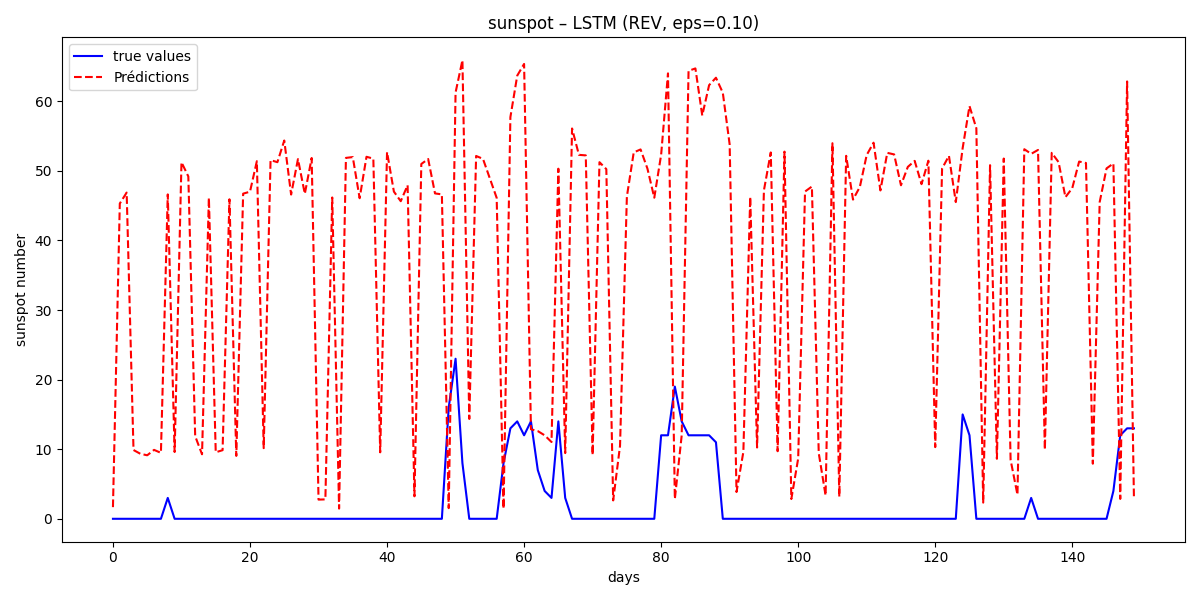 sunspot – LSTM (REV, eps=0.10)
true values
Prédictions
sunspot number
60
50
40
30
20
10
0
0 20 40 60 80 100 120 140
days